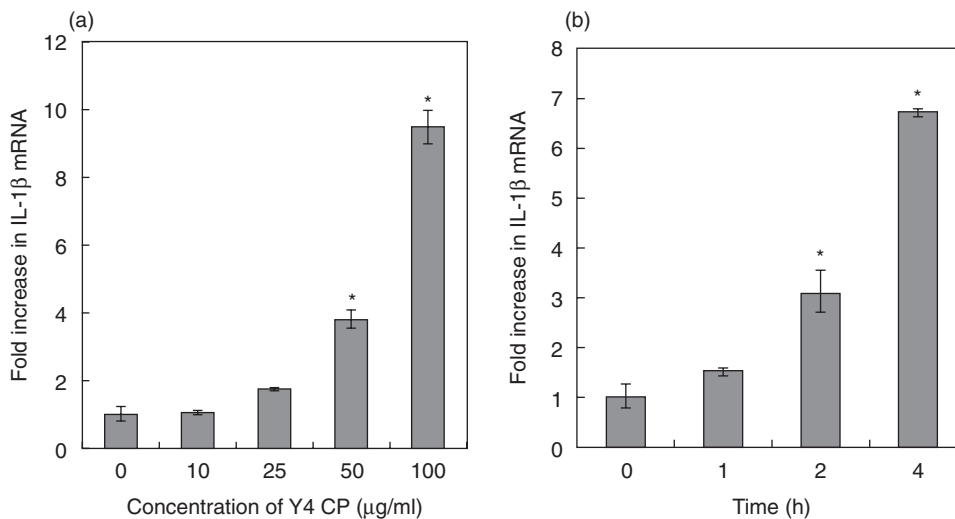 (a)
12
10
8
6
4
2
0
Fold increase in IL-1β mRNA
*
*
0 10 25 50 100
Concentration of Y4 CP (μg/ml)
(b)
8
7
6
5
4
3
2
1
0
Fold increase in IL-1β mRNA
*
*
0 1 2 4
Time (h)